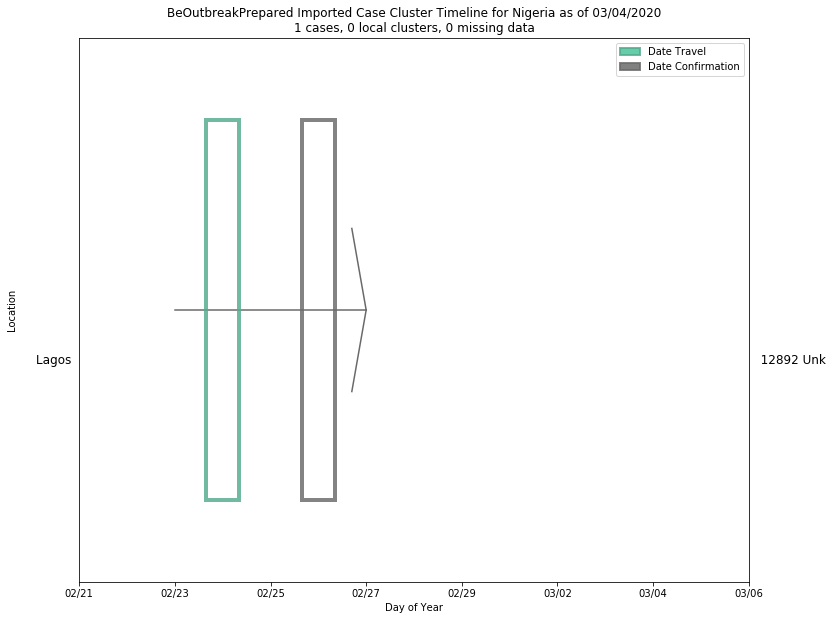 BeOutbreakPrepared Imported Case Cluster Timeline for Nigeria as of 03/04/2020
1 cases, 0 local clusters, 0 missing data
Date Travel
Date Confirmation
Location
Lagos
12892 Unk
02/21 02/23 02/25 02/27 02/29 03/02 03/04 03/06
Day of Year